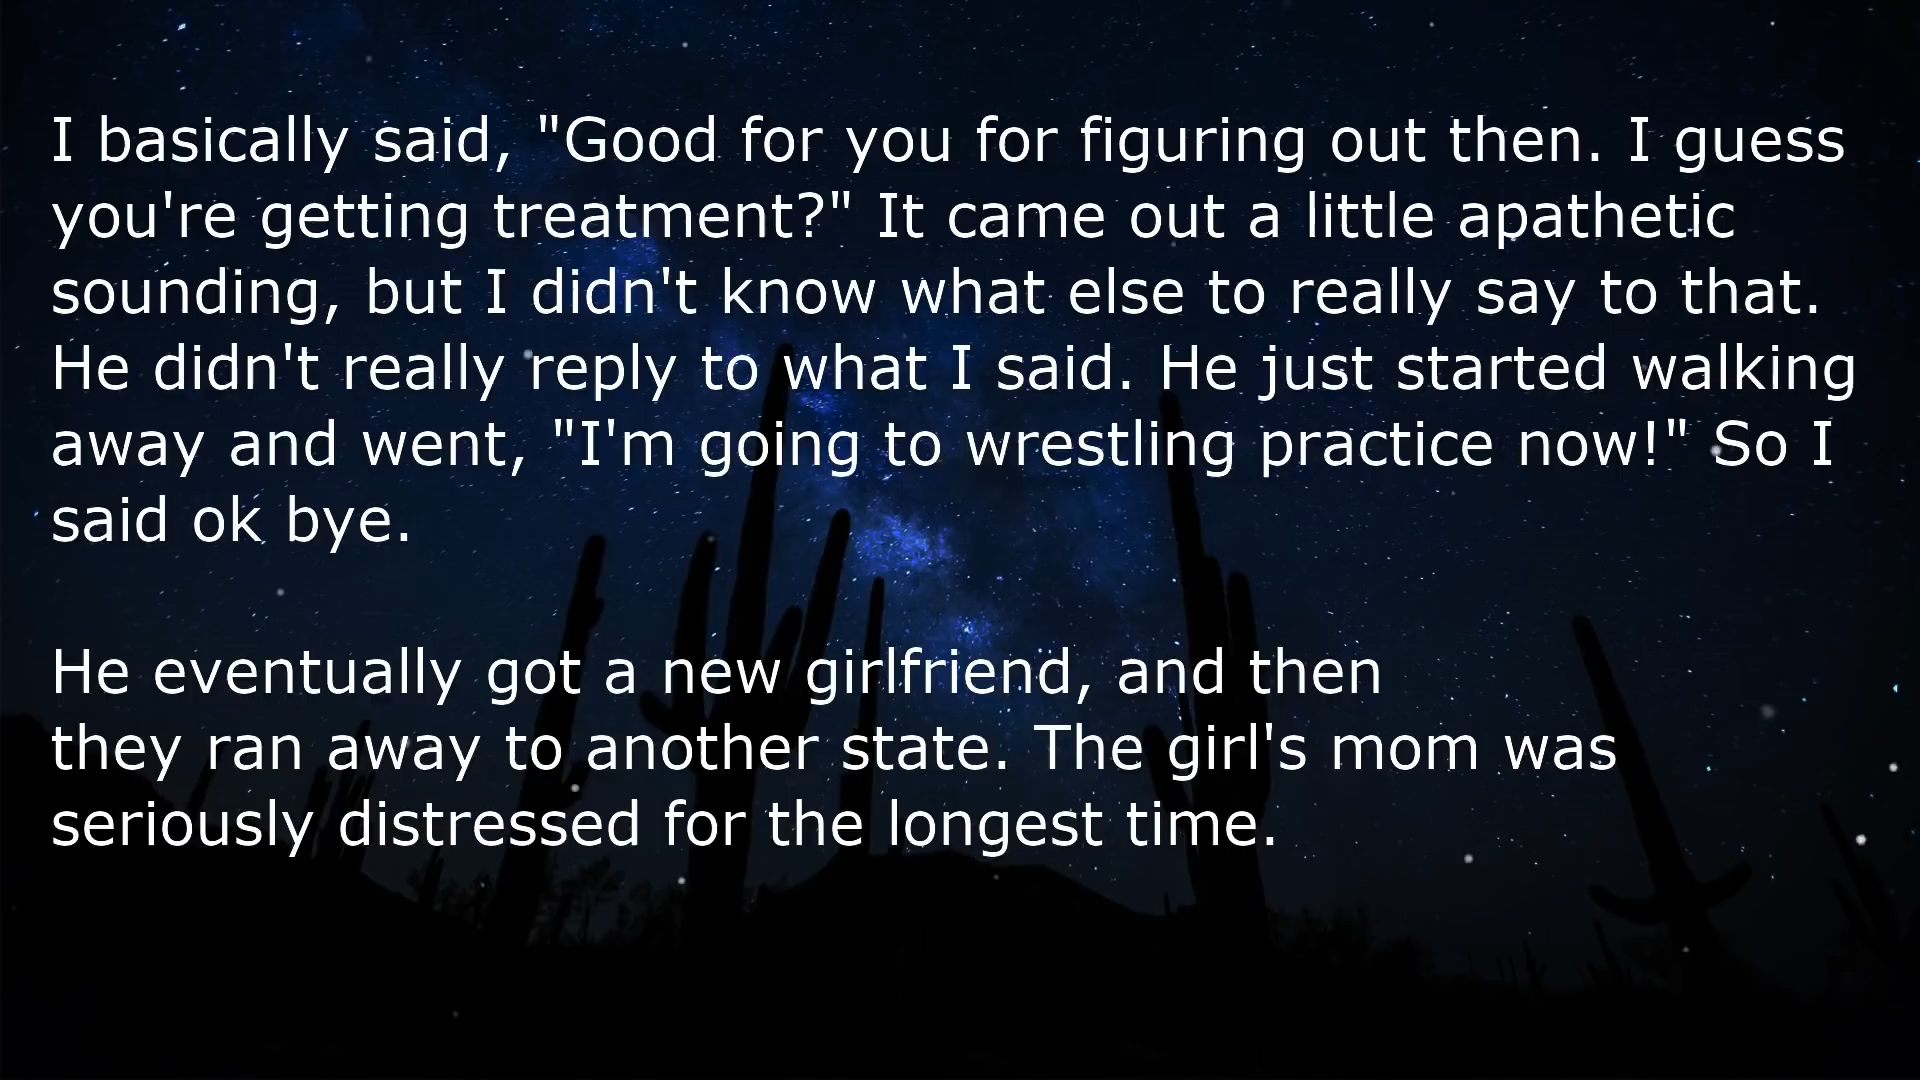 I basically said, "Good for you for figuring out then. I guess
you're getting treatment?" It came out a little apathetic
sounding, but I didn't know what else to really say to that.
He didn't really reply to what I said. He just started walking
away and went, "I'm going to wrestling practice now!" So I
said ok bye.
He eventually got a new girlfriend, and then
they ran away to another state. The girl's mom was
seriously distressed for the longest time.